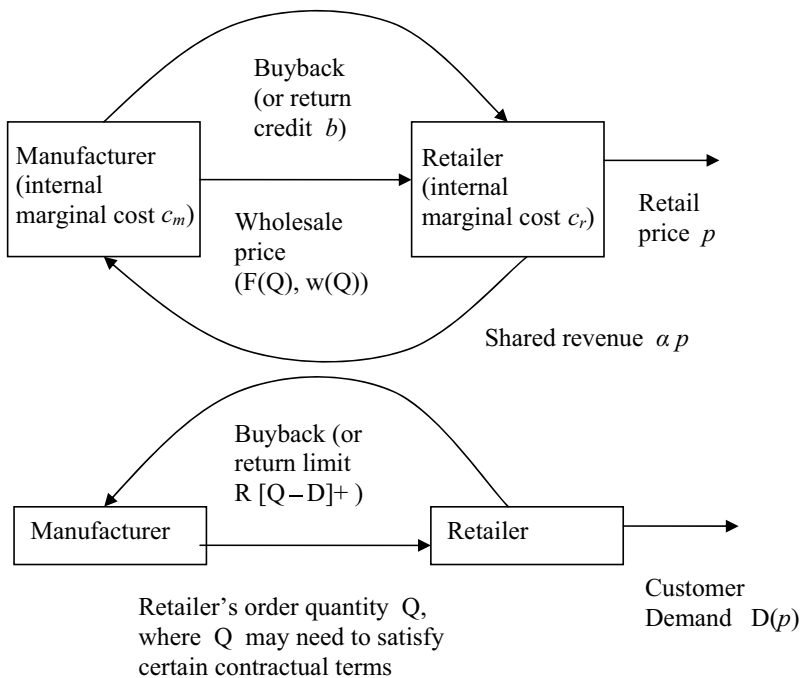 Buyback
(or return
credit b)
Manufacturer
(internal
marginal cost cm)
Retailer
(internal
marginal cost cr)
Retail
price p
Wholesale
price
(F(Q), w(Q))
Shared revenue α p
Buyback (or
return limit
R [Q–D]+ )
Manufacturer
Retailer
Customer
Demand D(p)
Retailer's order quantity Q,
where Q may need to satisfy
certain contractual terms